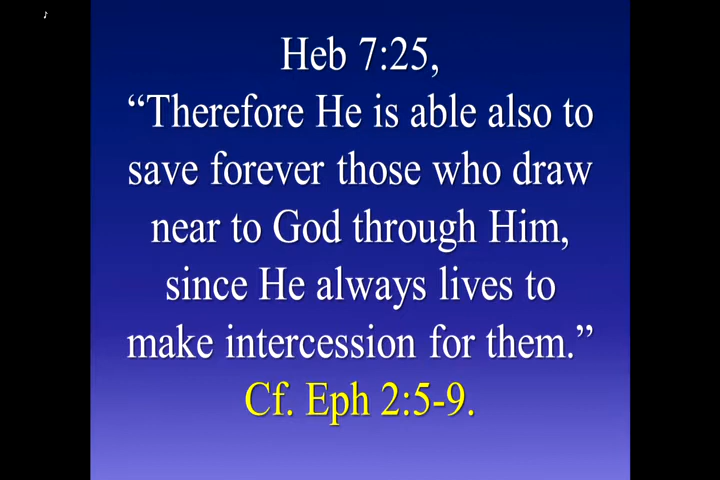 ♪
Heb 7:25,
“Therefore He is able also to
save forever those who draw
near to God through Him,
since He always lives to
make intercession for them.”
Cf. Eph 2:5-9.